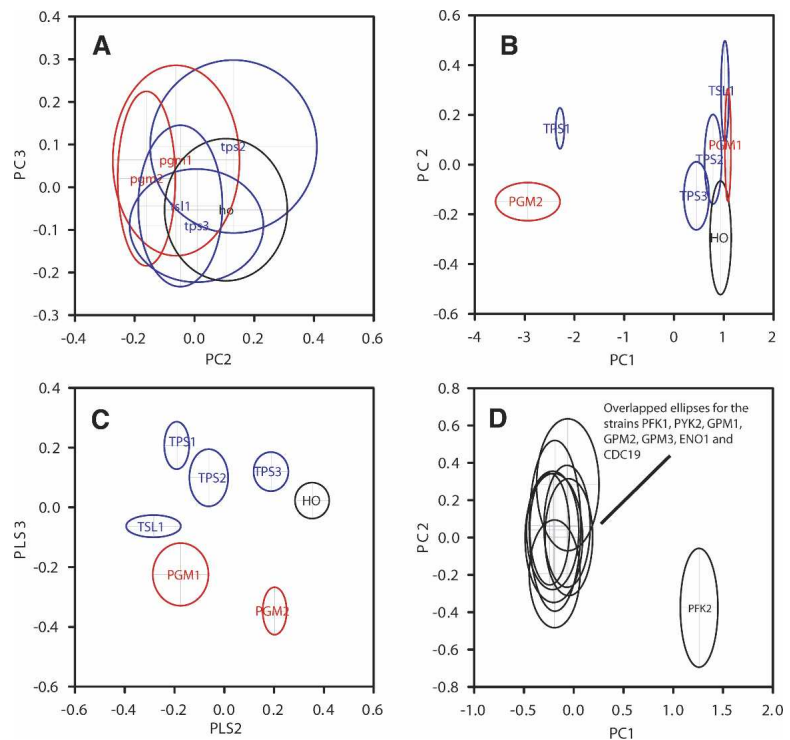 A
0.4
0.3
0.2
0.1
0.0
-0.1
-0.2
-0.3
PC3
tps2
pgm1
pgm2
tsl1
ho
tps3
-0.4
-0.2
0.0
0.2
0.4
0.6
PC2
B
0.6
0.4
0.2
0.0
-0.2
-0.4
-0.6
PC 2
TSL1
TPS1
PGM1
TPS2
TPS3
PGM2
HO
-4
-3
-2
-1
0
1
2
PC1
C
0.4
0.2
0.0
-0.2
-0.4
-0.6
PLS3
TPS1
TPS2
TPS3
HO
TSL1
PGM1
PGM2
-0.6
-0.4
-0.2
0.0
0.2
0.4
0.6
PLS2
D
0.8
0.6
0.4
0.2
0.0
-0.2
-0.4
-0.6
-0.8
PC2
Overlapped ellipses for the
strains PFK1, PYK2, GPM1,
GPM2, GPM3, ENO1 and
CDC19
PFK2
-1.0
-0.5
0.0
0.5
1.0
1.5
2.0
PC1